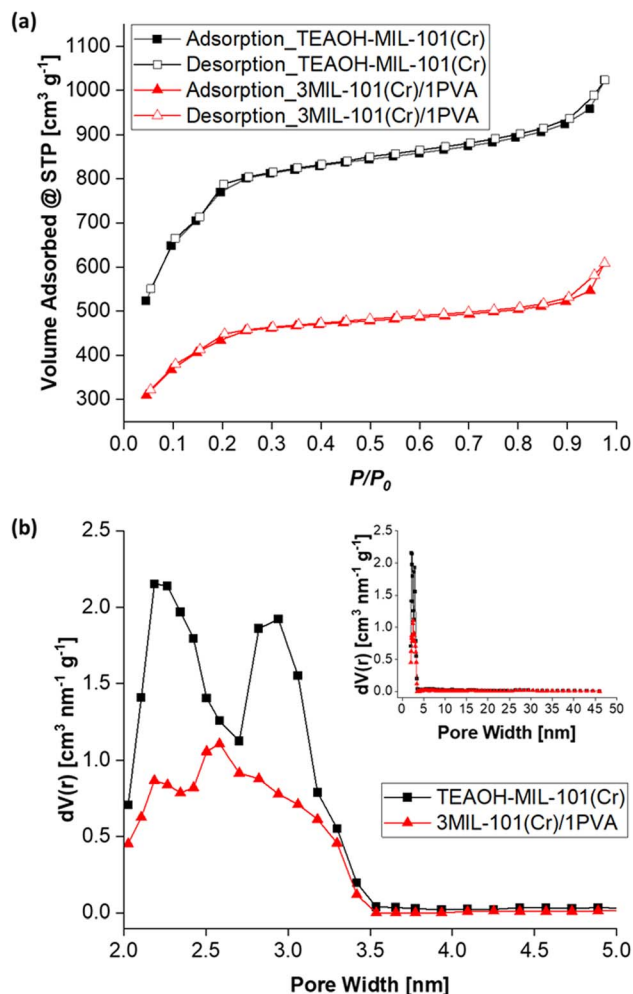 (a)
Adsorption_TEAOH-MIL-101(Cr)
Desorption_TEAOH-MIL-101(Cr)
Adsorption_3MIL-101(Cr)/1PVA
Desorption_3MIL-101(Cr)/1PVA
Volume Adsorbed @ STP [cm³ g⁻¹]
1100
1000
900
800
700
600
500
400
300
0.0 0.1 0.2 0.3 0.4 0.5 0.6 0.7 0.8 0.9 1.0
P/P₀
(b)
dV(r) [cm³ nm⁻¹ g⁻¹]
2.5
2.0
1.5
1.0
0.5
0.0
2.0 2.5 3.0 3.5 4.0 4.5 5.0
Pore Width [nm]
dV(r) [cm³ nm⁻¹ g⁻¹]
2.5
2.0
1.5
1.0
0.5
0.0
0 5 10 15 20 25 30 35 40 45 50
Pore Width [nm]
TEAOH-MIL-101(Cr)
3MIL-101(Cr)/1PVA